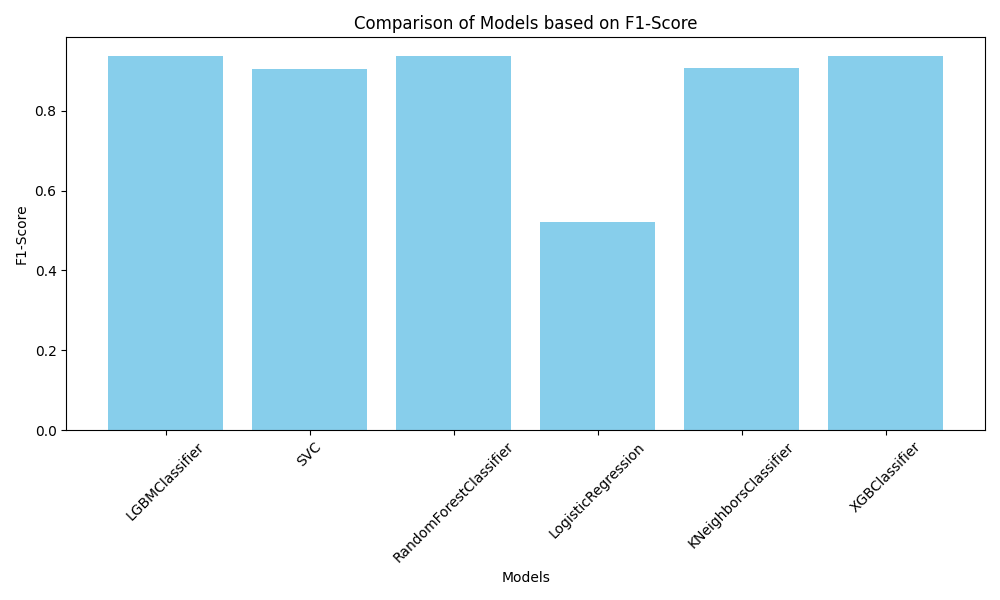 Comparison of Models based on F1-Score
F1-Score
0.8
0.6
0.4
0.2
0.0
LGBMClassifier
SVC
RandomForestClassifier
LogisticRegression
KNeighborsClassifier
XGBClassifier
Models